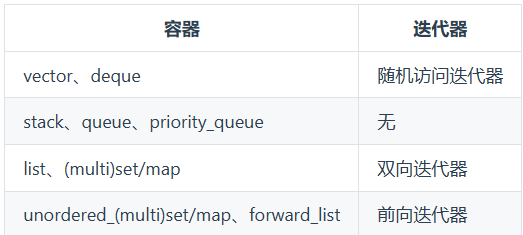 容器 迭代器
vector、deque 随机访问迭代器
stack、queue、priority_queue 无
list、(multi)set/map 双向迭代器
unordered_(multi)set/map、forward_list 前向迭代器